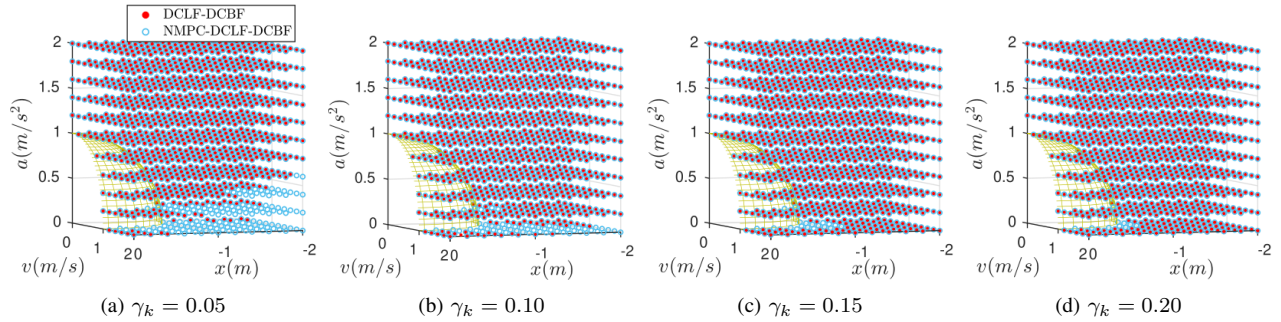 DCLF-DCBF
NMPC-DCLF-DCBF
2
1.5
1
0.5
0
a(m/s²)
0
1
20
-1
-2
v(m/s)
x(m)
(a) γₖ = 0.05
2
1.5
1
0.5
0
a(m/s²)
0
1
20
-1
-2
v(m/s)
x(m)
(b) γₖ = 0.10
2
1.5
1
0.5
0
a(m/s²)
0
1
20
-1
-2
v(m/s)
x(m)
(c) γₖ = 0.15
2
1.5
1
0.5
0
a(m/s²)
0
1
20
-1
-2
v(m/s)
x(m)
(d) γₖ = 0.20